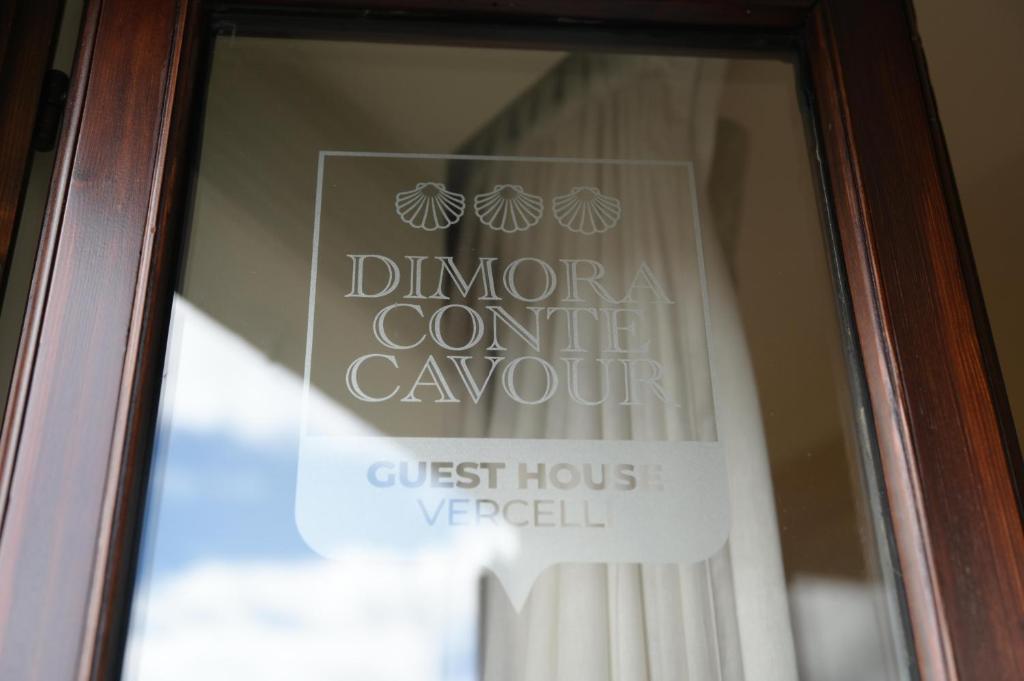 DIMORA
CONTE
CAVOUR
GUEST HOUSE
VERCELLI